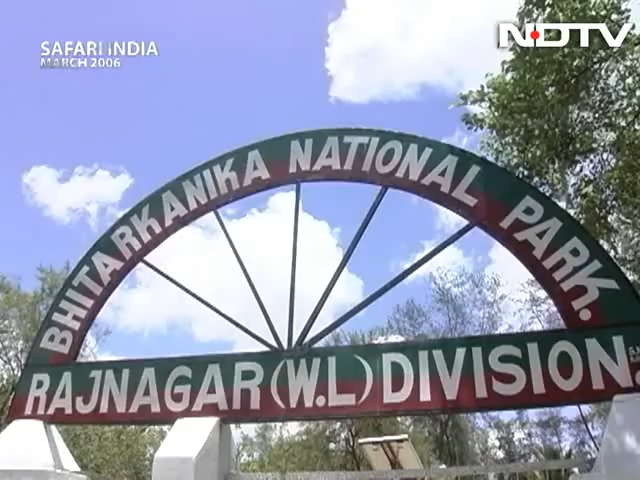 SAFARI INDIA
MARCH 2006
NDTV
BHITARKANIKA NATIONAL PARK.
RAJNAGAR (W.L) DIVISION.